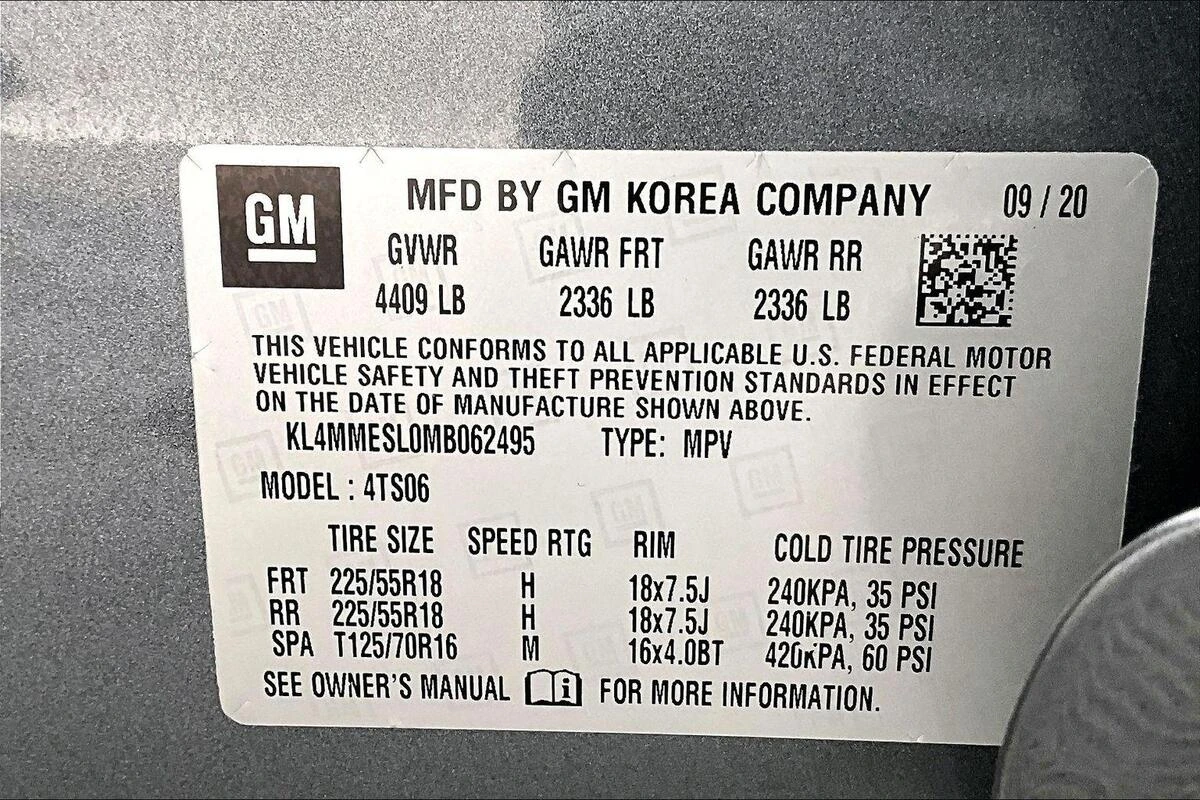 GM
MFD BY GM KOREA COMPANY 09 / 20
GVWR GAWR FRT GAWR RR
4409 LB 2336 LB 2336 LB
THIS VEHICLE CONFORMS TO ALL APPLICABLE U.S. FEDERAL MOTOR
VEHICLE SAFETY AND THEFT PREVENTION STANDARDS IN EFFECT
ON THE DATE OF MANUFACTURE SHOWN ABOVE.
KL4MMESL0MB062495 TYPE: MPV
MODEL : 4TS06
TIRE SIZE SPEED RTG RIM COLD TIRE PRESSURE
FRT 225/55R18 H 18x7.5J 240KPA, 35 PSI
RR 225/55R18 H 18x7.5J 240KPA, 35 PSI
SPA T125/70R16 M 16x4.0BT 420KPA, 60 PSI
SEE OWNER'S MANUAL i FOR MORE INFORMATION.